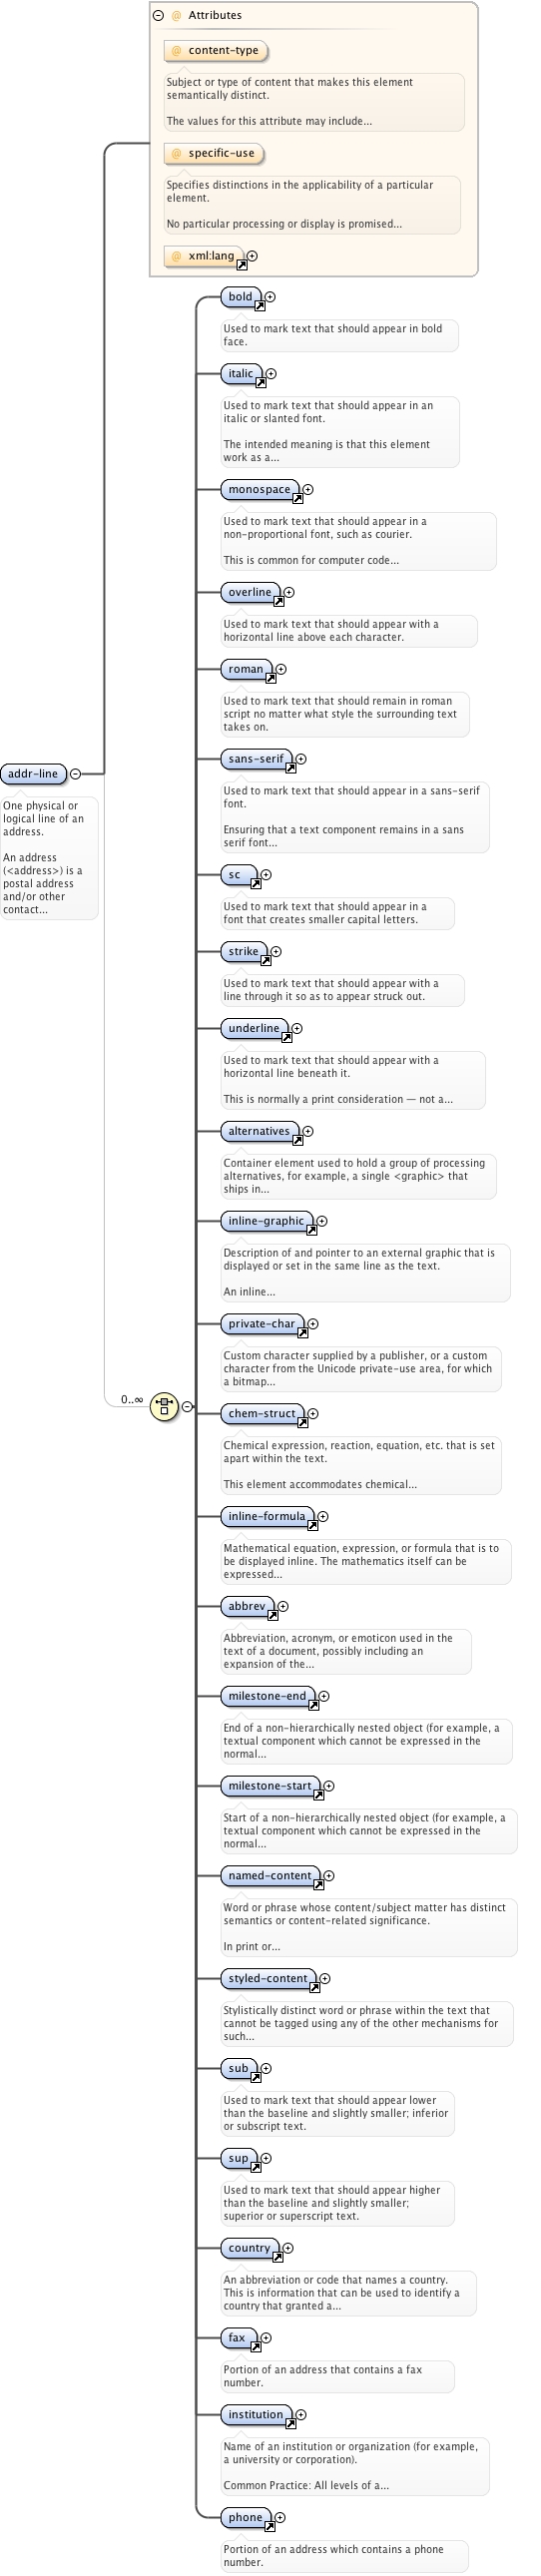 Attributes
@ content-type
Subject or type of content that makes this element
semantically distinct.
The values for this attribute may include...
@ specific-use
Specifies distinctions in the applicability of a particular
element.
No particular processing or display is promised...
@ xml:lang
bold
Used to mark text that should appear in bold
face.
italic
Used to mark text that should appear in an
italic or slanted font.
The intended meaning is that this element
work as a...
monospace
Used to mark text that should appear in a
non-proportional font, such as courier.
This is common for computer code...
overline
Used to mark text that should appear with a
horizontal line above each character.
roman
Used to mark text that should remain in roman
script no matter what style the surrounding text
takes on.
sans-serif
Used to mark text that should appear in a sans-serif
font.
Ensuring that a text component remains in a sans
serif font...
addr-line
One physical or
logical line of an
address.
An address
(<address>) is a
postal address
and/or other
contact...
sc
Used to mark text that should appear in a
font that creates smaller capital letters.
strike
Used to mark text that should appear with a
line through it so as to appear struck out.
underline
Used to mark text that should appear with a
horizontal line beneath it.
This is normally a print consideration — not a...
alternatives
Container element used to hold a group of processing
alternatives, for example, a single <graphic> that
ships in...
inline-graphic
Description of and pointer to an external graphic that is
displayed or set in the same line as the text.
An inline...
private-char
Custom character supplied by a publisher, or a custom
character from the Unicode private-use area, for which
a bitmap...
0..∞
chem-struct
Chemical expression, reaction, equation, etc. that is set
apart within the text.
This element accommodates chemical...
inline-formula
Mathematical equation, expression, or formula that is to
be displayed inline. The mathematics itself can be
expressed...
abbrev
Abbreviation, acronym, or emoticon used in the
text of a document, possibly including an
expansion of the...
milestone-end
End of a non-hierarchically nested object (for example, a
textual component which cannot be expressed in the
normal...
milestone-start
Start of a non-hierarchically nested object (for example, a
textual component which cannot be expressed in the
normal...
named-content
Word or phrase whose content/subject matter has distinct
semantics or content-related significance.
In print or...
styled-content
Stylistically distinct word or phrase within the text that
cannot be tagged using any of the other mechanisms for
such...
sub
Used to mark text that should appear lower
than the baseline and slightly smaller; inferior
or subscript text.
sup
Used to mark text that should appear higher
than the baseline and slightly smaller;
superior or superscript text.
country
An abbreviation or code that names a country.
This is information that can be used to identify a
country that granted a...
fax
Portion of an address that contains a fax
number.
institution
Name of an institution or organization (for example,
a university or corporation).
Common Practice: All levels of a...
phone
Portion of an address which contains a phone
number.